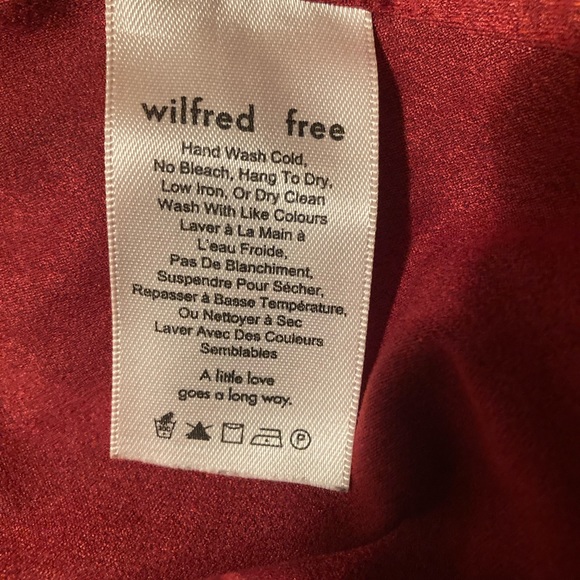 wilfred free
Hand Wash Cold,
No Bleach, Hang To Dry,
Low Iron, Or Dry Clean
Wash With Like Colours
Laver à La Main à
L'eau Froide,
Pas De Blanchiment,
Suspendre Pour Sécher,
Repasser à Basse Température,
Ou Nettoyer à Sec
Laver Avec Des Couleurs
Semblables
A little love
goes a long way.
P